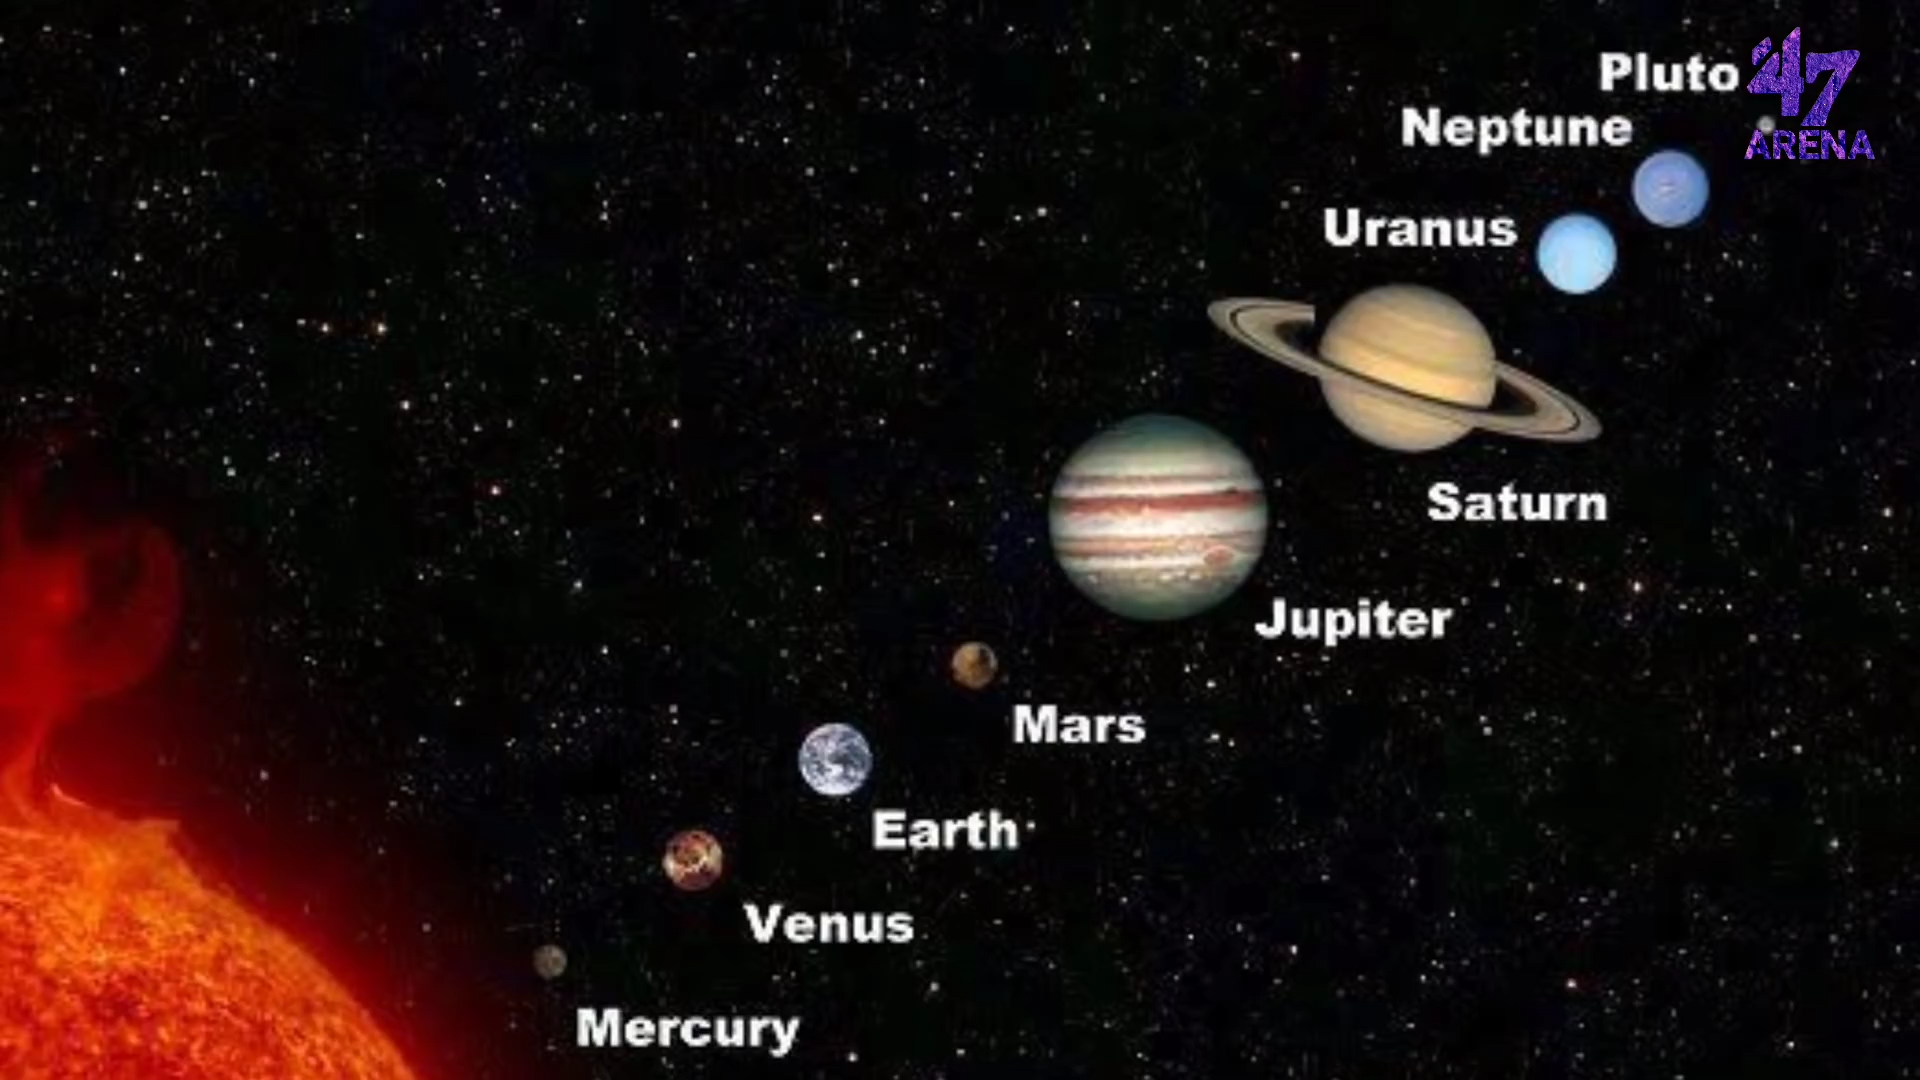 Pluto
47
ARENA
Neptune
Uranus
Saturn
Jupiter
Mars
Earth
Venus
Mercury